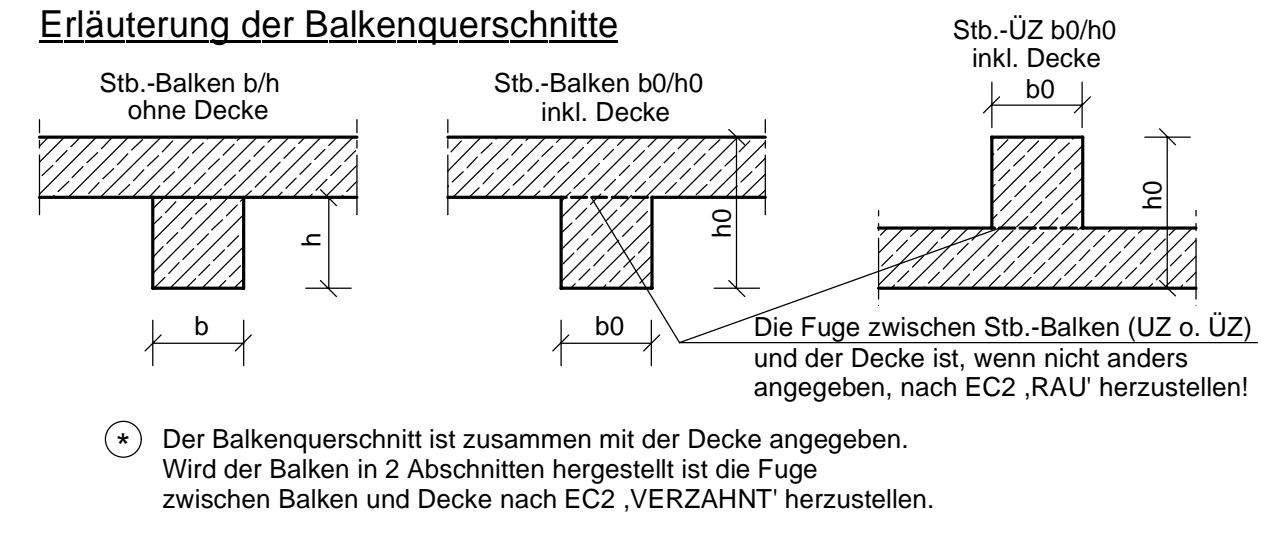 Erläuterung der Balkenquerschnitte
Stb.-Balken b/h
ohne Decke
h
b
Stb.-Balken b0/h0
inkl. Decke
h0
b0
Stb.-ÜZ b0/h0
inkl. Decke
b0
h0
Die Fuge zwischen Stb.-Balken (UZ o. ÜZ)
und der Decke ist, wenn nicht anders
angegeben, nach EC2 ‚RAU' herzustellen!
* Der Balkenquerschnitt ist zusammen mit der Decke angegeben.
Wird der Balken in 2 Abschnitten hergestellt ist die Fuge
zwischen Balken und Decke nach EC2 ‚VERZAHNT' herzustellen.